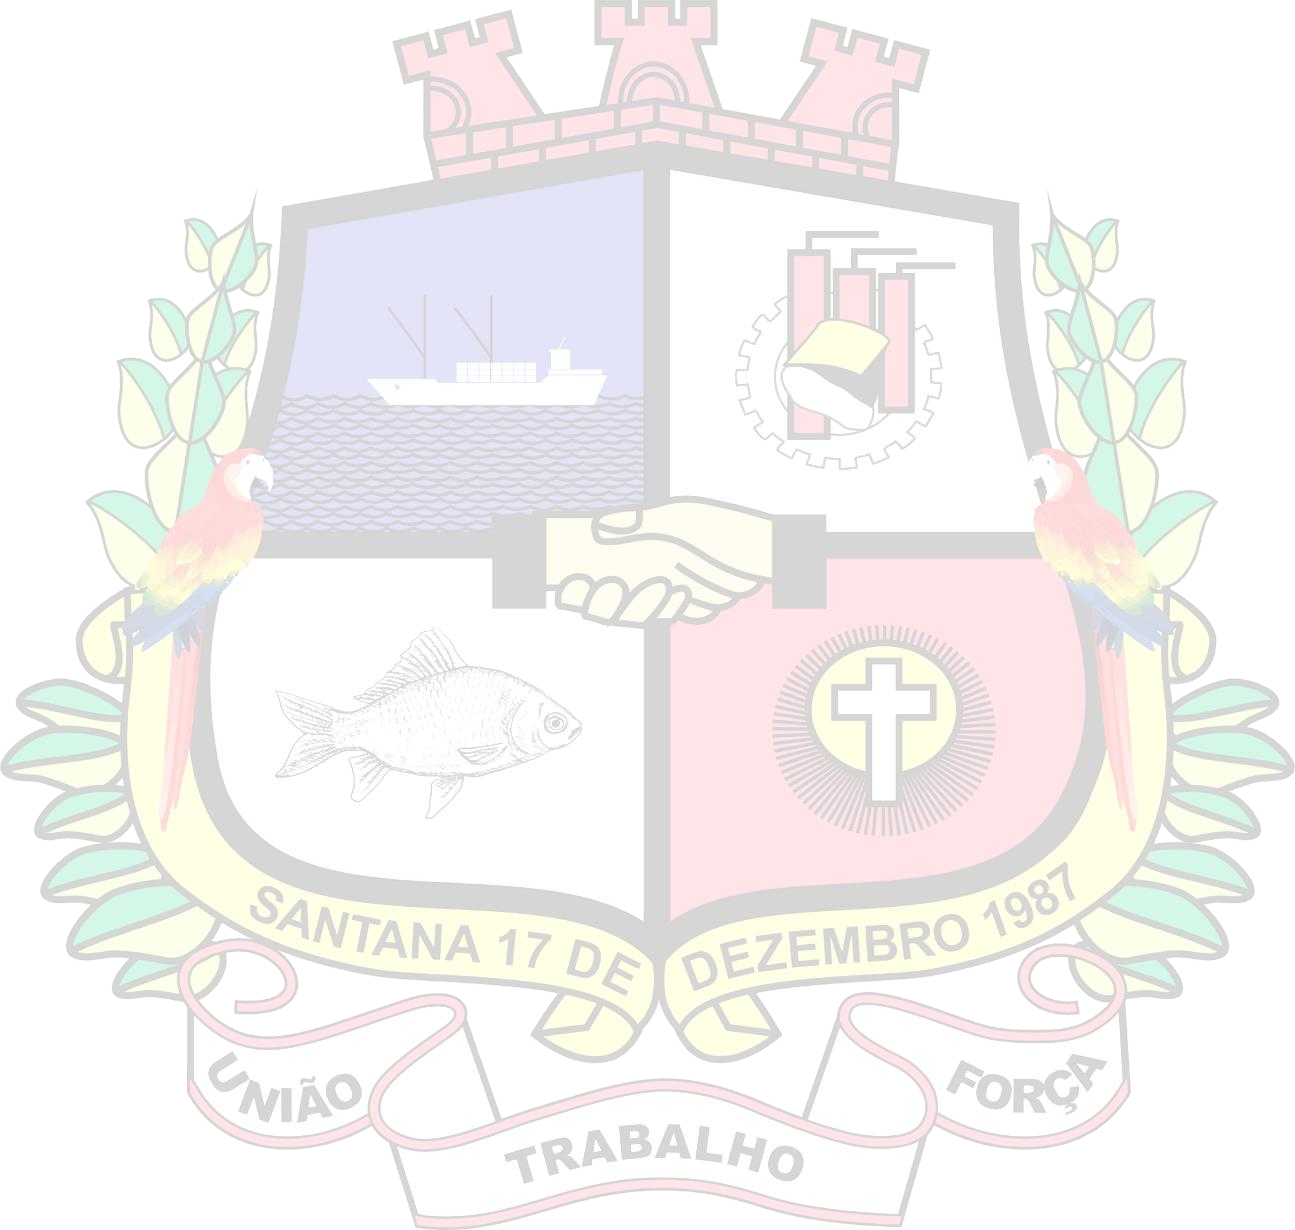 SANTANA 17 DE DEZEMBRO 1987
UNIÃO
TRABALHO
FORÇA